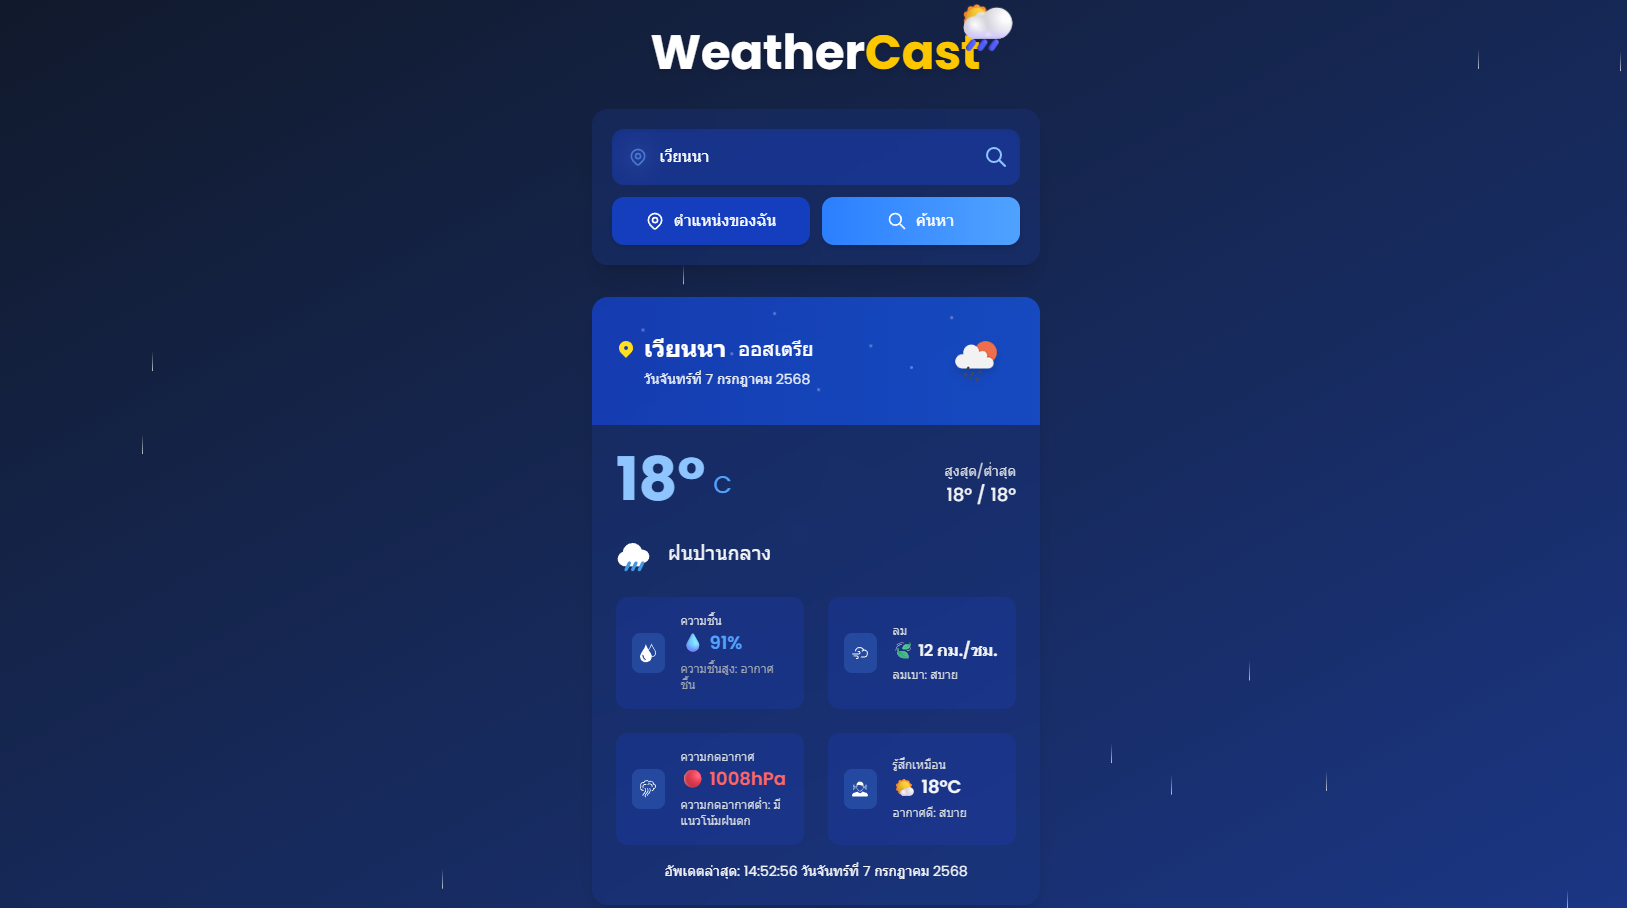 WeatherCast
เวียนนา
ตำแหน่งของฉัน
ค้นหา
เวียนนา ออสเตรีย
วันจันทร์ที่ 7 กรกฎาคม 2568
18° C
สูงสุด/ต่ำสุด
18° / 18°
ฝนปานกลาง
ความชื้น
91%
ความชื้นสูง: อากาศ
ชื้น
ลม
12 กม./ชม.
ลมเบา: สบาย
ความกดอากาศ
1008hPa
ความกดอากาศต่ำ: มี
แนวโน้มฝนตก
รู้สึกเหมือน
18°C
อากาศดี: สบาย
อัพเดตล่าสุด: 14:52:56 วันจันทร์ที่ 7 กรกฎาคม 2568